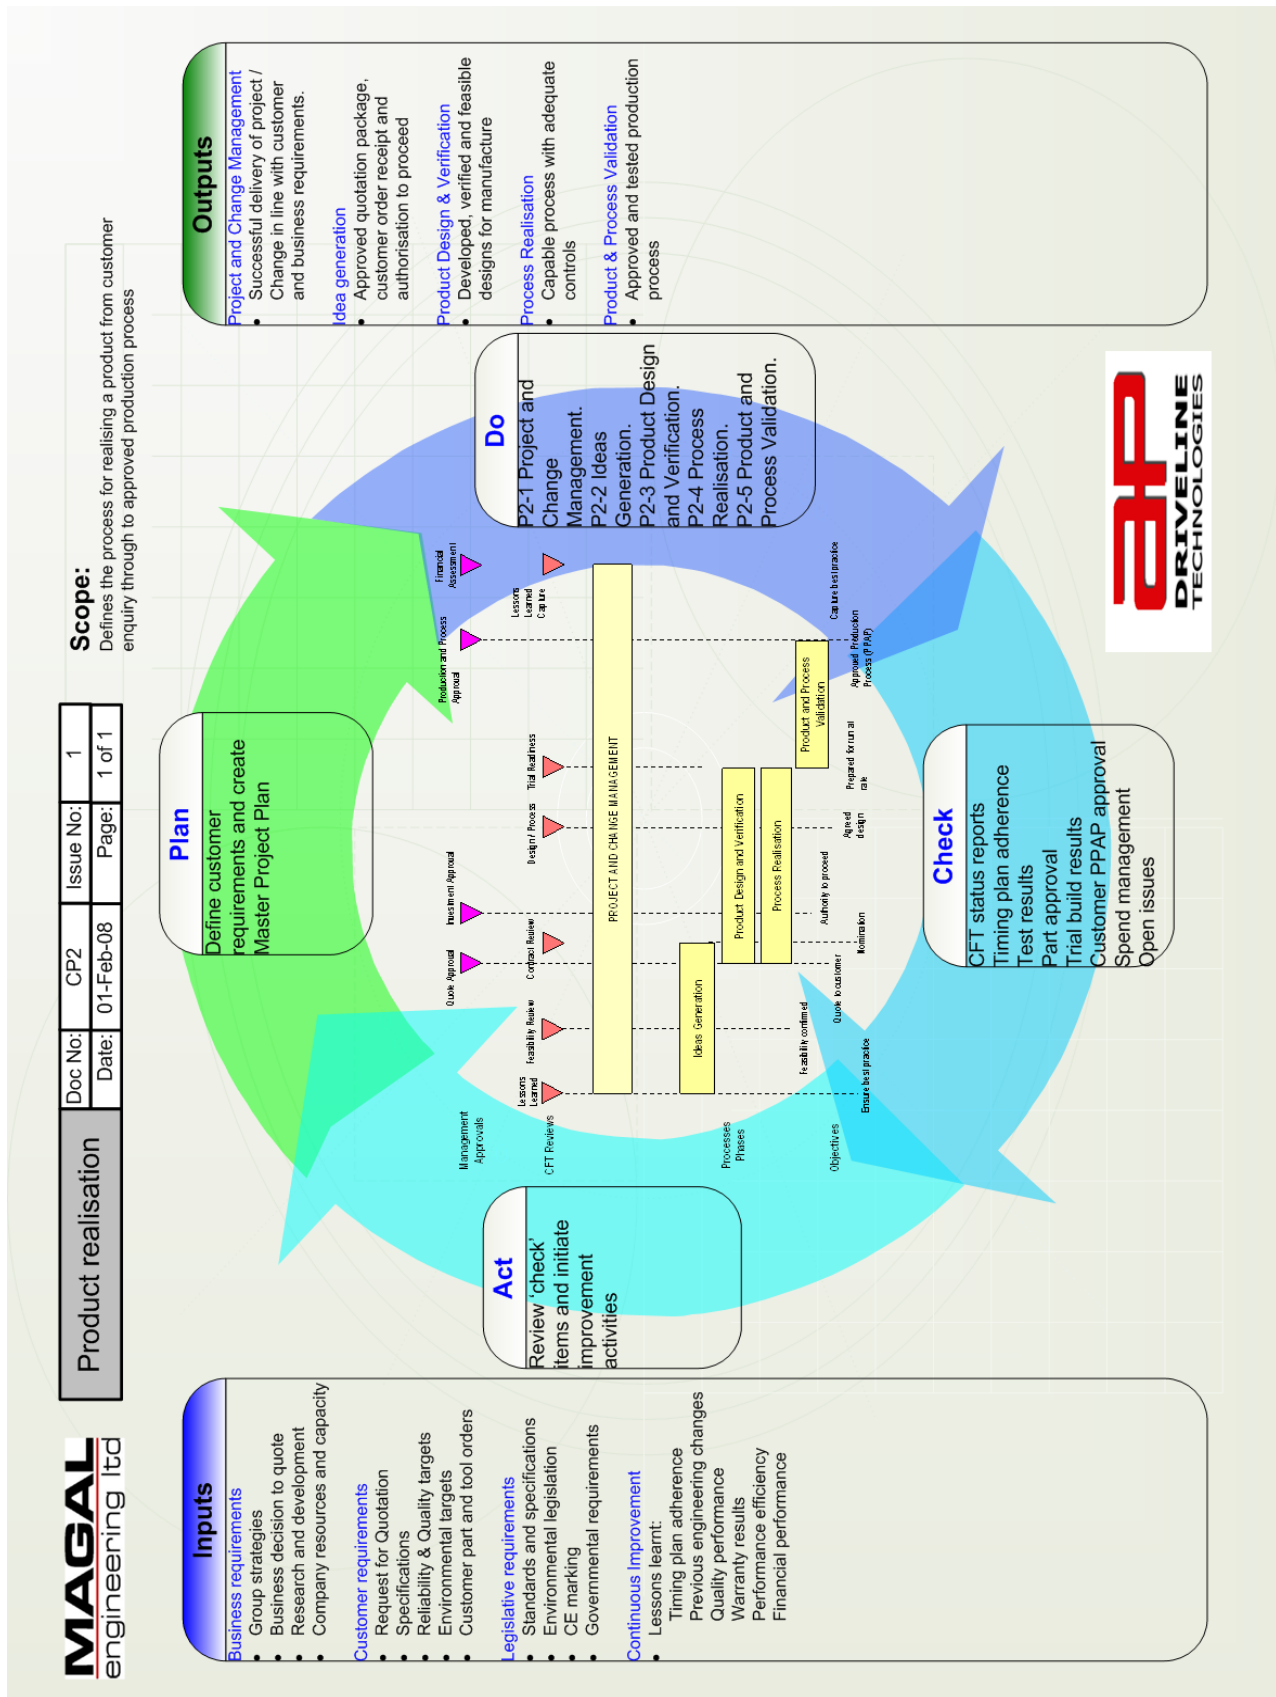 MAGAL
engineering ltd
Product realisation
Doc No:
CP2
Issue No:
1
Date:
01-Feb-08
Page:
1 of 1
Scope:
Defines the process for realising a product from customer
enquiry through to approved production process
Inputs
Business requirements
• Group strategies
• Business decision to quote
• Research and development
• Company resources and capacity
Customer requirements
• Request for Quotation
• Specifications
• Reliability & Quality targets
• Environmental targets
• Customer part and tool orders
Legislative requirements
• Standards and specifications
• Environmental legislation
• CE marking
• Governmental requirements
Continuous Improvement
• Lessons learnt:
Timing plan adherence
Previous engineering changes
Quality performance
Warranty results
Performance efficiency
Financial performance
Act
Review ‘check’
items and initiate
improvement
activities
Plan
Define customer
requirements and create
Master Project Plan
Management
Approvals
Quote Approval
Investment Approval
Production and Process
Approval
Financial
Assessment
CFT Reviews
Lessons
Learned
Feasibility Review
Contract Review
Design / Process
Trial Readiness
Lessons
Learned
Capture
PROJECT AND CHANGE MANAGEMENT
Processes
Phases
Ideas Generation
Product Design and Verification
Process Realisation
Product and Process
Validation
Objectives
Ensure best practice
Feasibility confirmed
Quote to customer
Nomination
Authority to proceed
Agreed
design
Prepared for run at
rate
Approved Production
Process (PPAP)
Capture best practice
Check
CFT status reports
Timing plan adherence
Test results
Part approval
Trial build results
Customer PPAP approval
Spend management
Open issues
Do
P2-1 Project and
Change
Management.
P2-2 Ideas
Generation.
P2-3 Product Design
and Verification.
P2-4 Process
Realisation.
P2-5 Product and
Process Validation.
Outputs
Project and Change Management
• Successful delivery of project /
Change in line with customer
and business requirements.
Idea generation
• Approved quotation package,
customer order receipt and
authorisation to proceed
Product Design & Verification
• Developed, verified and feasible
designs for manufacture
Process Realisation
• Capable process with adequate
controls
Product & Process Validation
• Approved and tested production
process
ap
DRIVELINE
TECHNOLOGIES